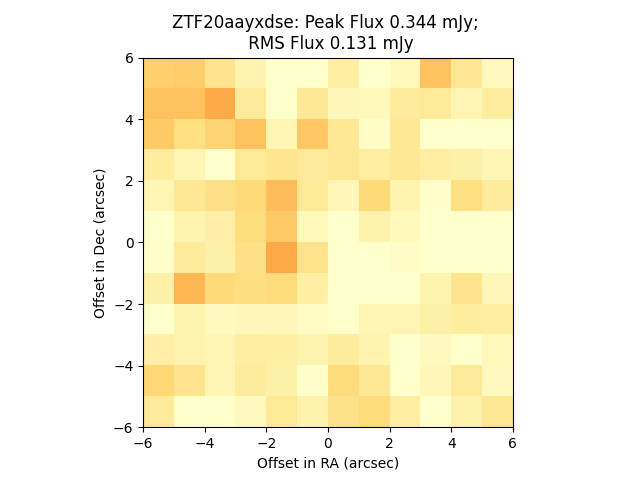 ZTF20aayxdse: Peak Flux 0.344 mJy;
RMS Flux 0.131 mJy
6
4
2
0
−2
−4
−6
Offset in Dec (arcsec)
−6 −4 −2 0 2 4 6
Offset in RA (arcsec)